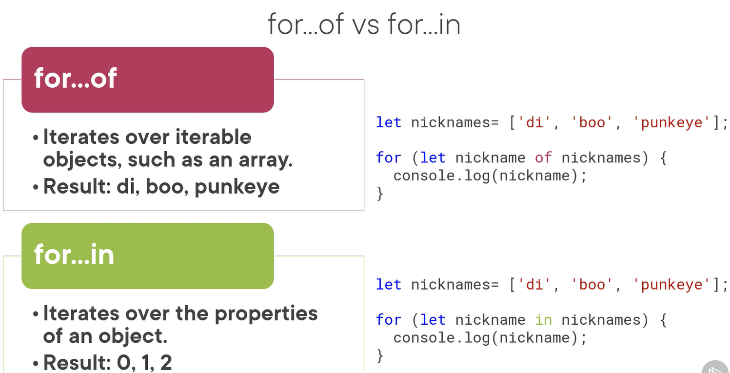 for...of vs for...in
for...of
• Iterates over iterable
objects, such as an array.
• Result: di, boo, punkeye
let nicknames= ['di', 'boo', 'punkeye'];
for (let nickname of nicknames) {
  console.log(nickname);
}
for...in
• Iterates over the properties
of an object.
• Result: 0, 1, 2
let nicknames= ['di', 'boo', 'punkeye'];
for (let nickname in nicknames) {
  console.log(nickname);
}